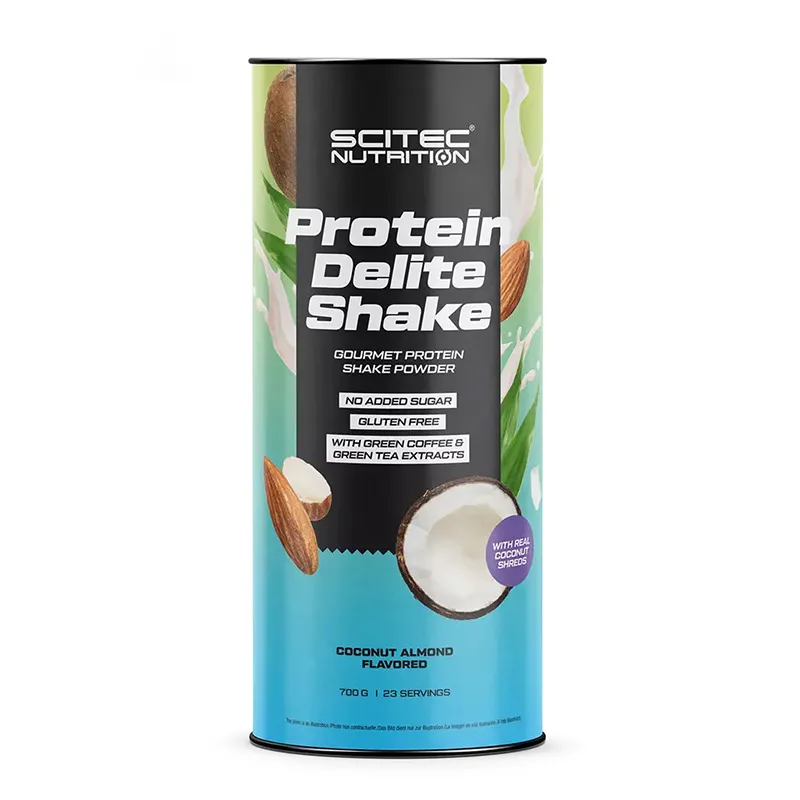 SCITEC®
NUTRITION
Protein
Delite
Shake
GOURMET PROTEIN
SHAKE POWDER
NO ADDED SUGAR
GLUTEN FREE
WITH GREEN COFFEE &
GREEN TEA EXTRACTS
WITH REAL
COCONUT
SHREDS
COCONUT ALMOND
FLAVORED
700 G | 23 SERVINGS